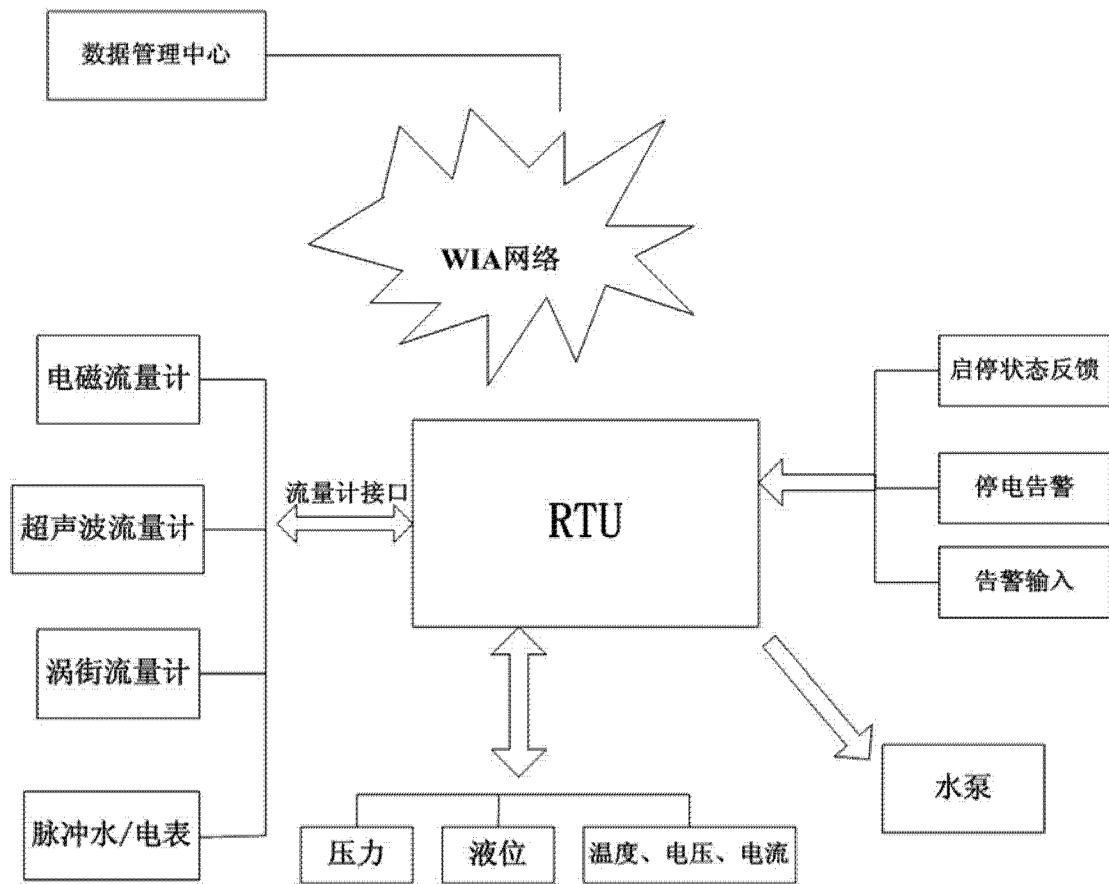 数据管理中心
WIA网络
电磁流量计
启停状态反馈
流量计接口
停电告警
超声波流量计
RTU
告警输入
涡街流量计
水泵
脉冲水/电表
压力
液位
温度、电压、电流